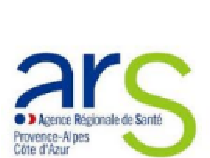 ars
Agence Régionale de Santé
Provence-Alpes
Côte d'Azur